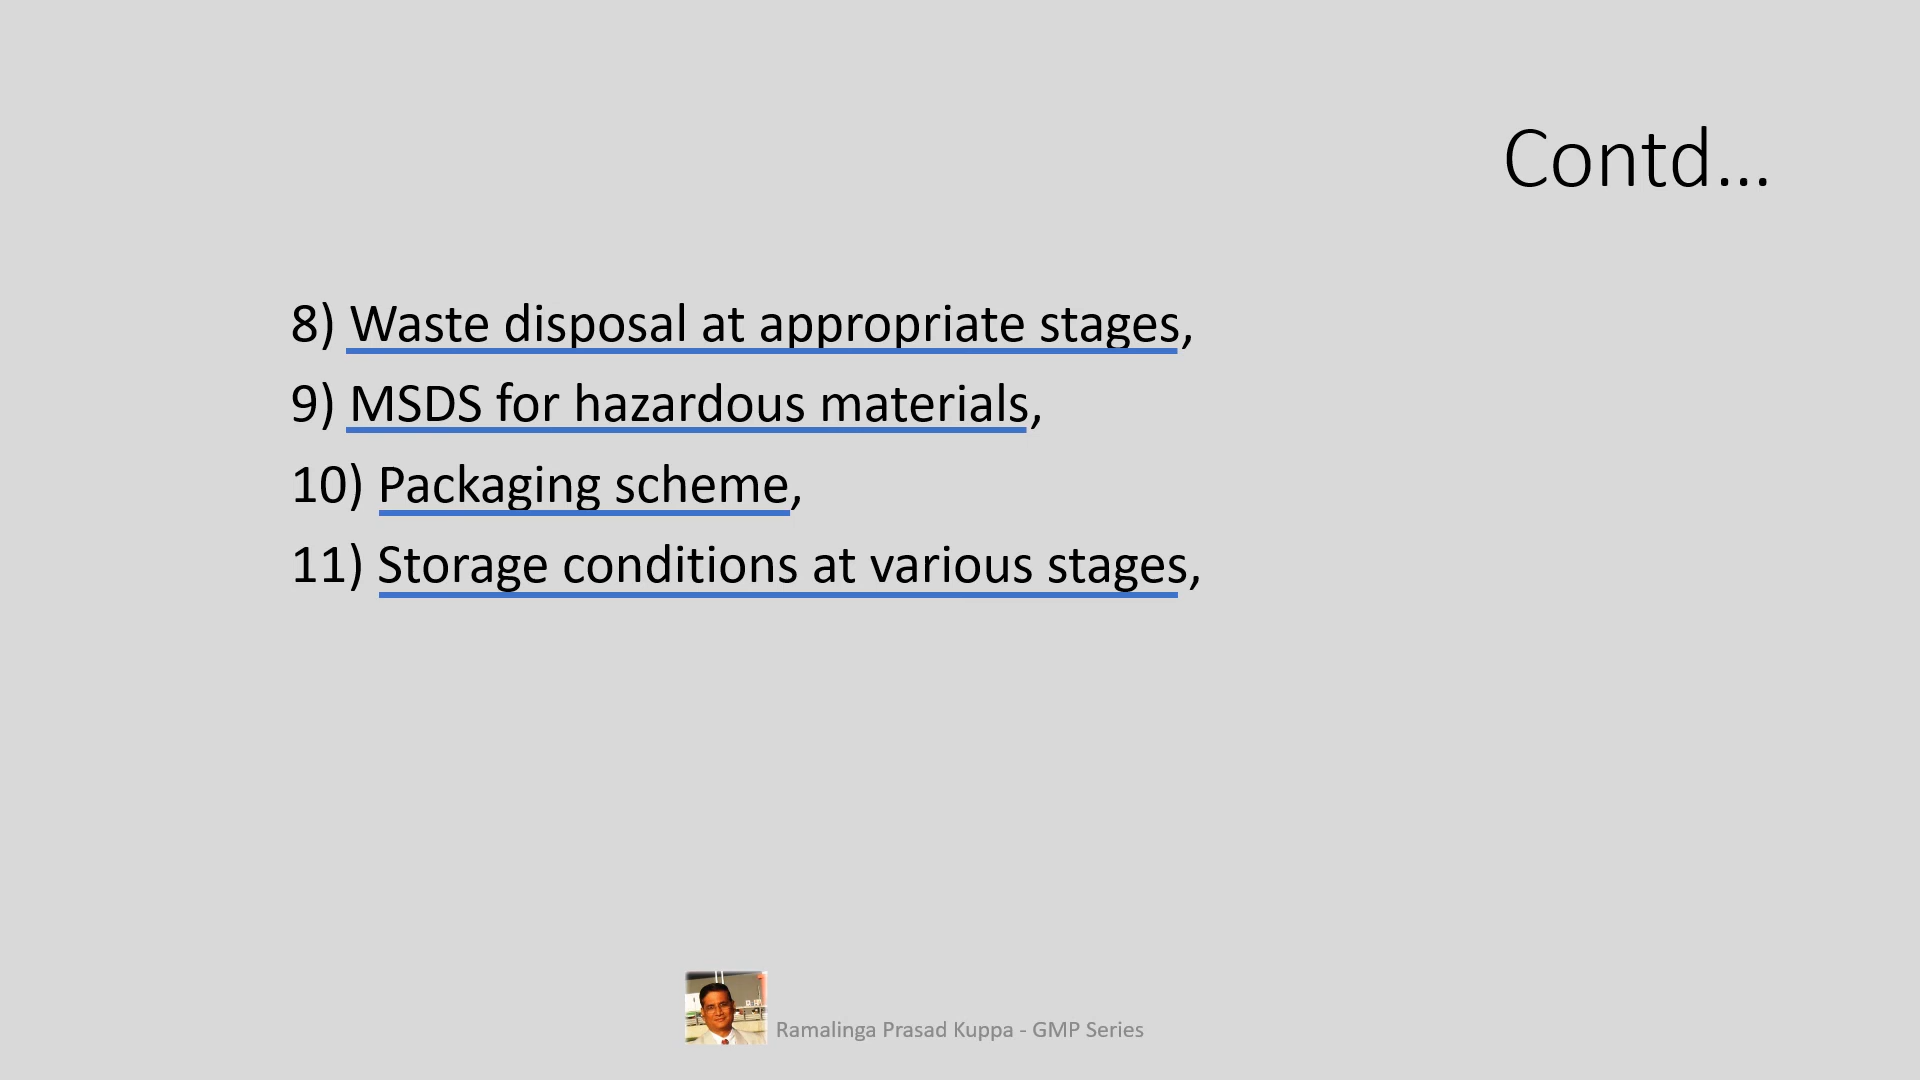 Contd...
8) Waste disposal at appropriate stages,
9) MSDS for hazardous materials,
10) Packaging scheme,
11) Storage conditions at various stages,
Ramalinga Prasad Kuppa - GMP Series